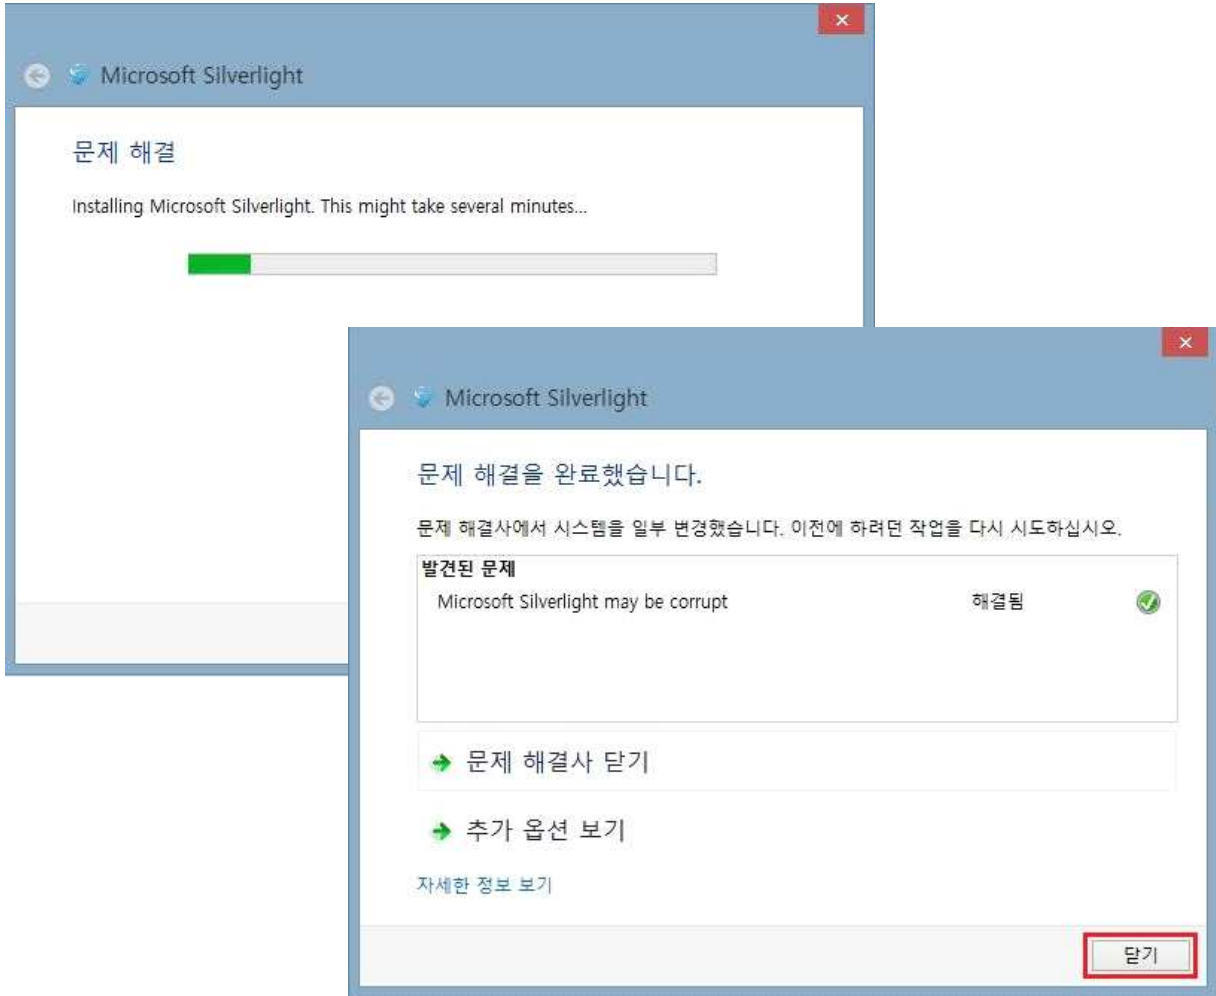 Microsoft Silverlight
문제 해결
Installing Microsoft Silverlight. This might take several minutes...
Microsoft Silverlight
문제 해결을 완료했습니다.
문제 해결사에서 시스템을 일부 변경했습니다. 이전에 하려던 작업을 다시 시도하십시오.
발견된 문제
Microsoft Silverlight may be corrupt 해결됨
문제 해결사 닫기
추가 옵션 보기
자세한 정보 보기
닫기